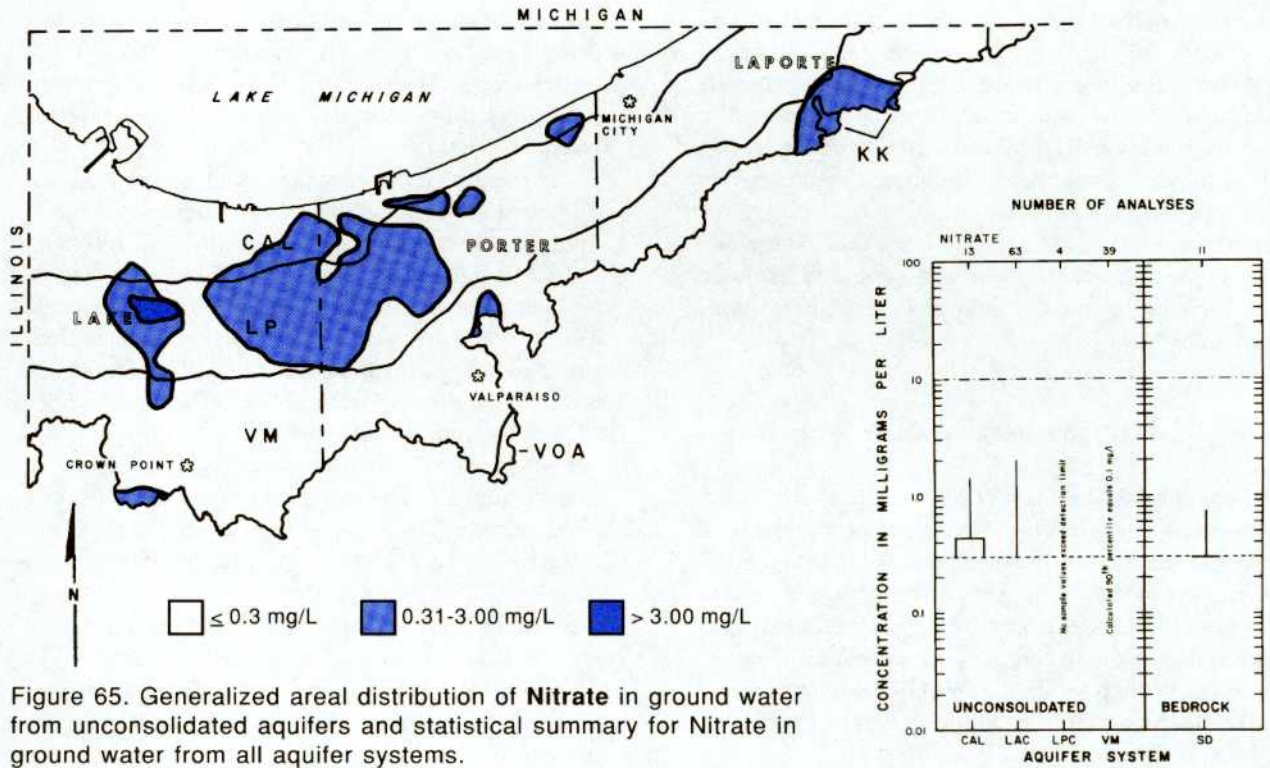 MICHIGAN
LAKE MICHIGAN
LAPORTE
MICHIGAN
CITY
KK
ILLINOIS
CAL
PORTER
LAKE
LP
VALPARAISO
VM
VOA
CROWN POINT
N
≤ 0.3 mg/L
0.31-3.00 mg/L
> 3.00 mg/L
NUMBER OF ANALYSES
NITRATE
13 63 4 39 11
CONCENTRATION IN MILLIGRAMS PER LITER
100
10
1.0
0.1
0.01
No sample values exceed detection limit
Calculated 90th percentile equals 0.1 mg/l
UNCONSOLIDATED BEDROCK
CAL LAC LPC VM SD
AQUIFER SYSTEM
Figure 65. Generalized areal distribution of Nitrate in ground water
from unconsolidated aquifers and statistical summary for Nitrate in
ground water from all aquifer systems.